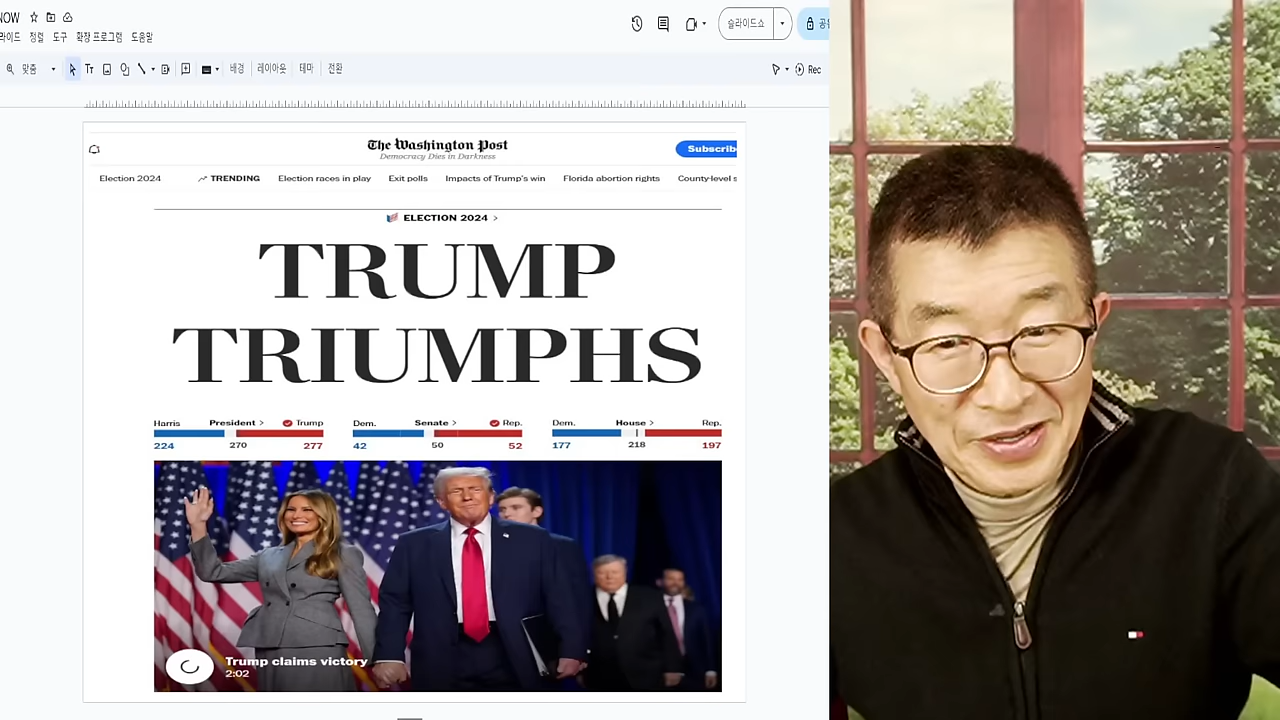 NOW
라이드 정렬 도구 확장 프로그램 도움말
슬라이드쇼
맞춤
Tт
배경 레이아웃 테마 전환
Rec
The Washington Post
Democracy Dies in Darkness
Subscrib
Election 2024 TRENDING Election races in play Exit polls Impacts of Trump's win Florida abortion rights County-level s
ELECTION 2024 >
TRUMP
TRIUMPHS
Harris President > Trump Dem. Senate > Rep. Dem. House > Rep.
224 270 277 42 50 52 177 218 197
Trump claims victory
2:02